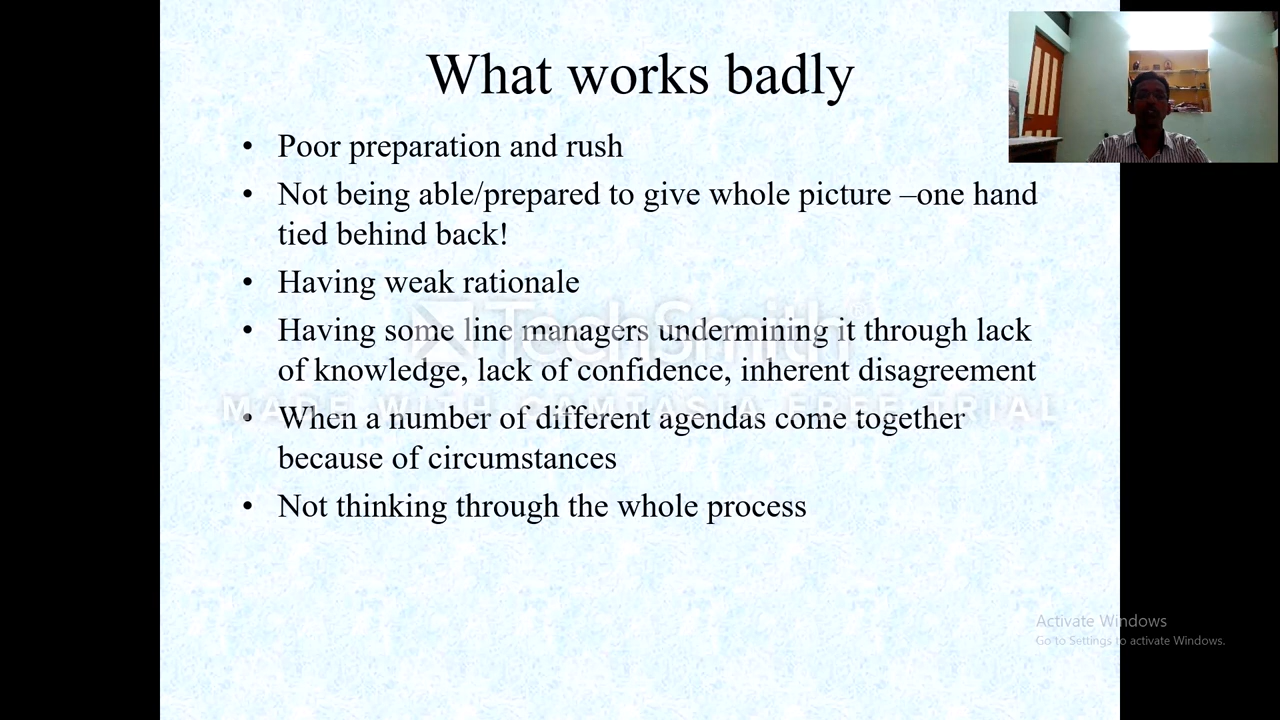 What works badly
• Poor preparation and rush
• Not being able/prepared to give whole picture –one hand
tied behind back!
• Having weak rationale
• Having some line managers undermining it through lack
of knowledge, lack of confidence, inherent disagreement
• When a number of different agendas come together
because of circumstances
• Not thinking through the whole process
TechSmith®
MADE WITH CAMTASIA FREE TRIAL
Activate Windows
Go to Settings to activate Windows.